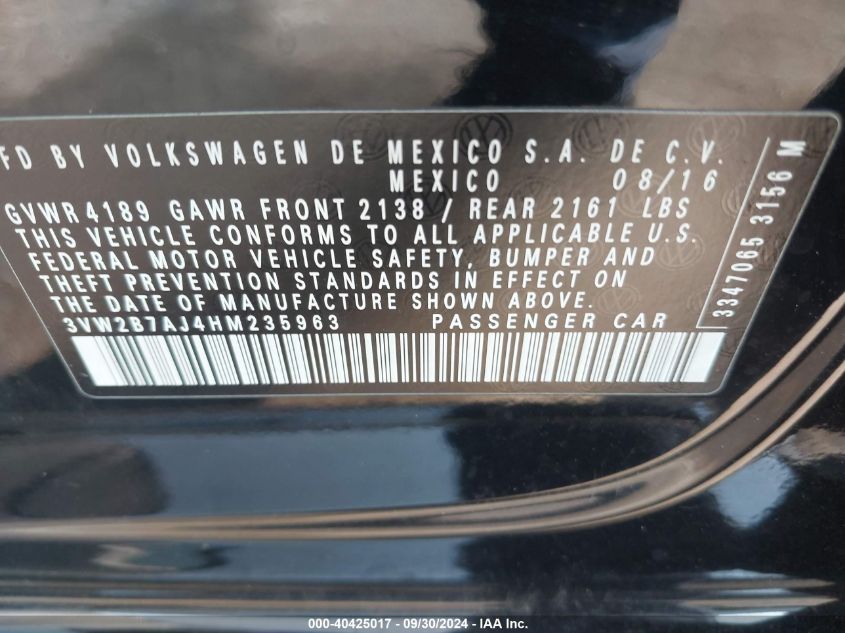 FD BY VOLKSWAGEN DE MEXICO S.A. DE C.V.
MEXICO 08/16
GVWR 4189 GAWR FRONT 2138 / REAR 2161 LBS
THIS VEHICLE CONFORMS TO ALL APPLICABLE U.S.
FEDERAL MOTOR VEHICLE SAFETY, BUMPER AND
THEFT PREVENTION STANDARDS IN EFFECT ON
THE DATE OF MANUFACTURE SHOWN ABOVE.
3VW2B7AJ4HM235963 PASSENGER CAR
3347065 3156 M
000-40425017 - 09/30/2024 - IAA Inc.